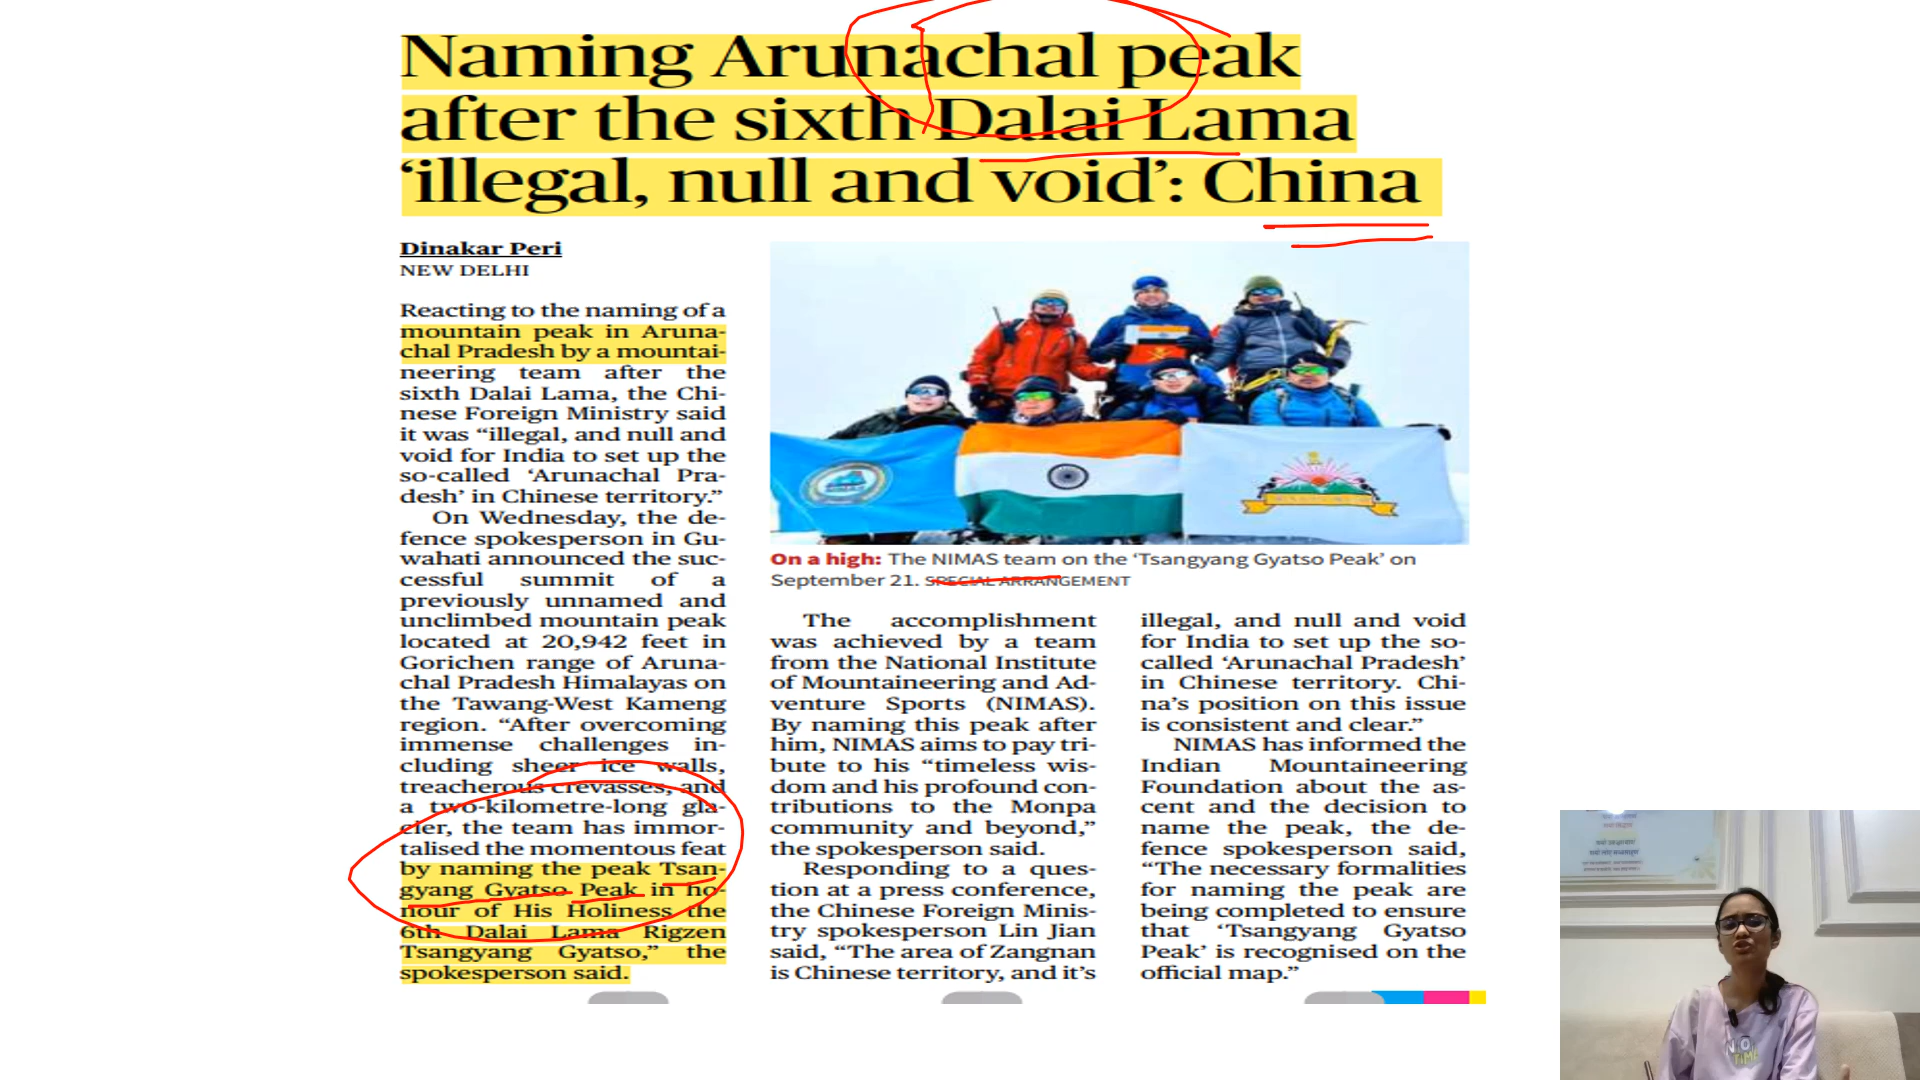 Naming Arunachal peak
after the sixth Dalai Lama
‘illegal, null and void’: China
Dinakar Peri
NEW DELHI
Reacting to the naming of a
mountain peak in Aruna-
chal Pradesh by a mountai-
neering team after the
sixth Dalai Lama, the Chi-
nese Foreign Ministry said
it was “illegal, and null and
void for India to set up the
so-called ‘Arunachal Pra-
desh’ in Chinese territory.”
On Wednesday, the de-
fence spokesperson in Gu-
wahati announced the suc-
cessful summit of a
previously unnamed and
unclimbed mountain peak
located at 20,942 feet in
Gorichen range of Aruna-
chal Pradesh Himalayas on
the Tawang-West Kameng
region. “After overcoming
immense challenges in-
cluding sheer ice walls,
treacherous crevasses, and
a two-kilometre-long gla-
cier, the team has immor-
talised the momentous feat
by naming the peak Tsan-
gyang Gyatso Peak in ho-
nour of His Holiness the
6th Dalai Lama Rigzen
Tsangyang Gyatso,” the
spokesperson said.
On a high: The NIMAS team on the ‘Tsangyang Gyatso Peak’ on
September 21. SPECIAL ARRANGEMENT
The accomplishment
was achieved by a team
from the National Institute
of Mountaineering and Ad-
venture Sports (NIMAS).
By naming this peak after
him, NIMAS aims to pay tri-
bute to his “timeless wis-
dom and his profound con-
tributions to the Monpa
community and beyond,”
the spokesperson said.
Responding to a ques-
tion at a press conference,
the Chinese Foreign Minis-
try spokesperson Lin Jian
said, “The area of Zangnan
is Chinese territory, and it’s
illegal, and null and void
for India to set up the so-
called ‘Arunachal Pradesh’
in Chinese territory. Chi-
na’s position on this issue
is consistent and clear.”
NIMAS has informed the
Indian Mountaineering
Foundation about the as-
cent and the decision to
name the peak, the de-
fence spokesperson said,
“The necessary formalities
for naming the peak are
being completed to ensure
that ‘Tsangyang Gyatso
Peak’ is recognised on the
official map.”